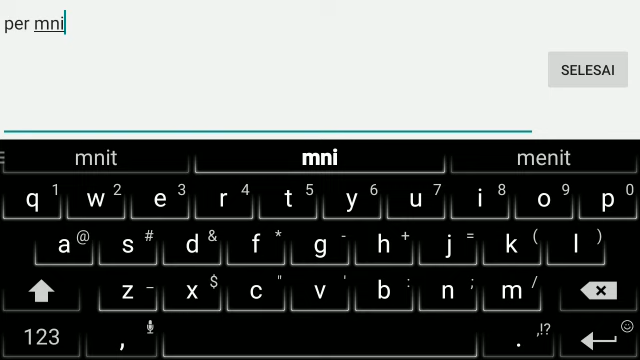 per mni
SELESAI
mnit mni menit
q 1 w 2 e 3 r 4 t 5 y 6 u 7 i 8 o 9 p 0
a @ s # d & f * g - h + j = k ( l )
z _ x $ c " v ' b : n ; m /
123 , . ,!?